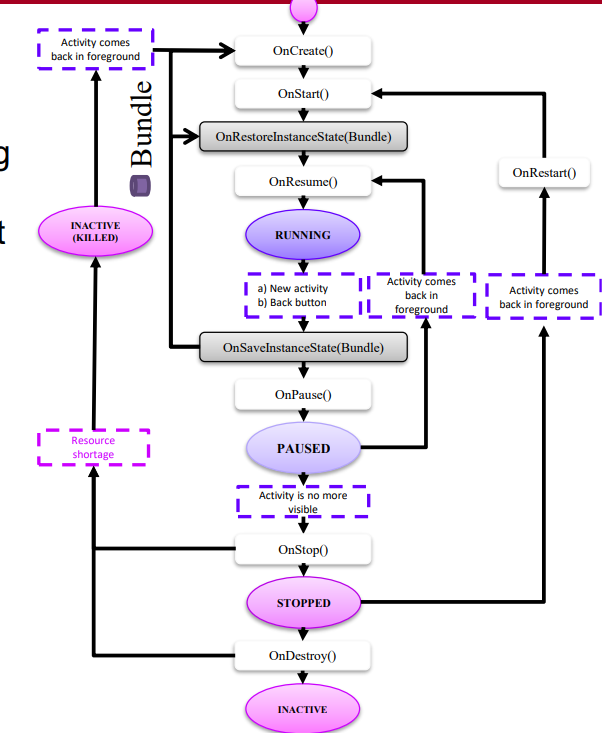 Activity comes
back in foreground
OnCreate()
OnStart()
Bundle
OnRestoreInstanceState(Bundle)
g
OnRestart()
OnResume()
t
INACTIVE
(KILLED)
RUNNING
a) New activity
b) Back button
Activity comes
back in
foreground
Activity comes
back in foreground
OnSaveInstanceState(Bundle)
OnPause()
Resource
shortage
PAUSED
Activity is no more
visible
OnStop()
STOPPED
OnDestroy()
INACTIVE